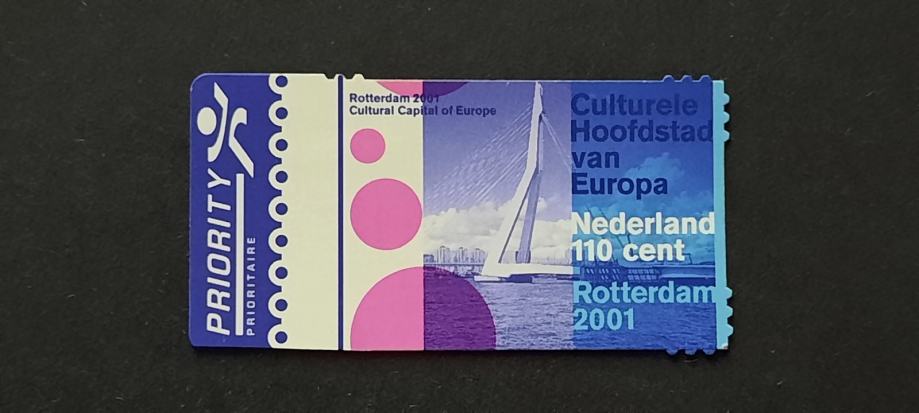 PRIORITY
PRIORITAIRE
Rotterdam 2001
Cultural Capital of Europe
Culturele
Hoofdstad
van
Europa
Nederland
110 cent
Rotterdam
2001